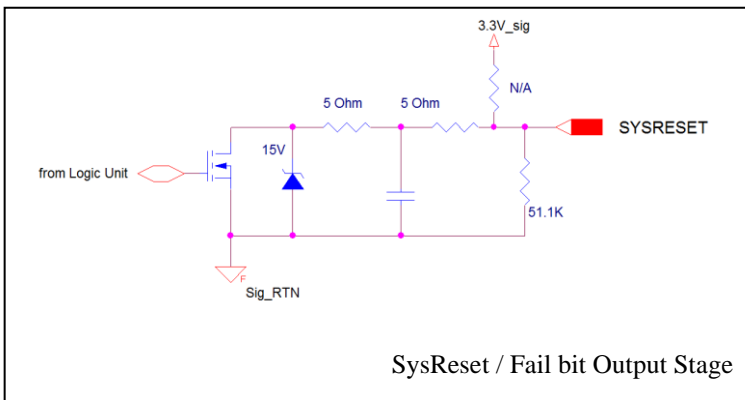 3.3V_sig
N/A
5 Ohm
5 Ohm
SYSRESET
15V
from Logic Unit
51.1K
F
Sig_RTN
SysReset / Fail bit Output Stage